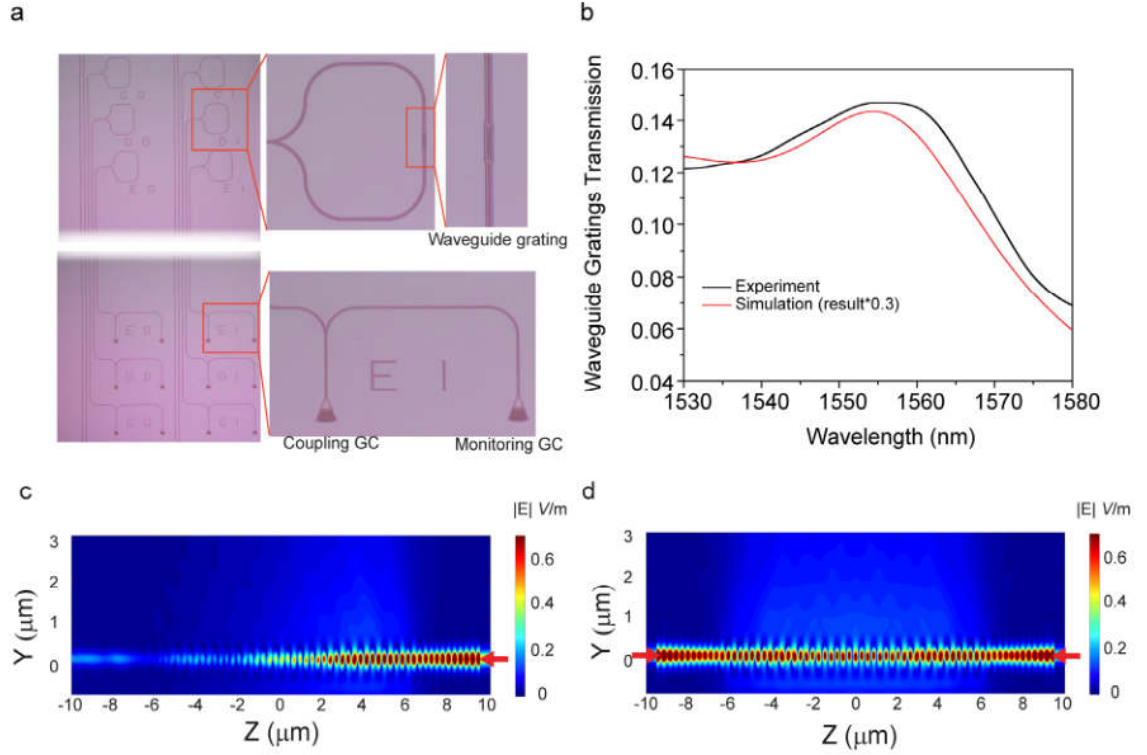 a
Waveguide grating
E I
Coupling GC
Monitoring GC
b
Waveguide Gratings Transmission
0.16
0.14
0.12
0.10
0.08
0.06
0.04
Experiment
Simulation (result*0.3)
1530 1540 1550 1560 1570 1580
Wavelength (nm)
c
|E| V/m
0.6
0.4
0.2
0
Y (μm)
3
2
1
0
-10 -8 -6 -4 -2 0 2 4 6 8 10
Z (μm)
d
|E| V/m
0.6
0.4
0.2
0
Y (μm)
3
2
1
0
-10 -8 -6 -4 -2 0 2 4 6 8 10
Z (μm)